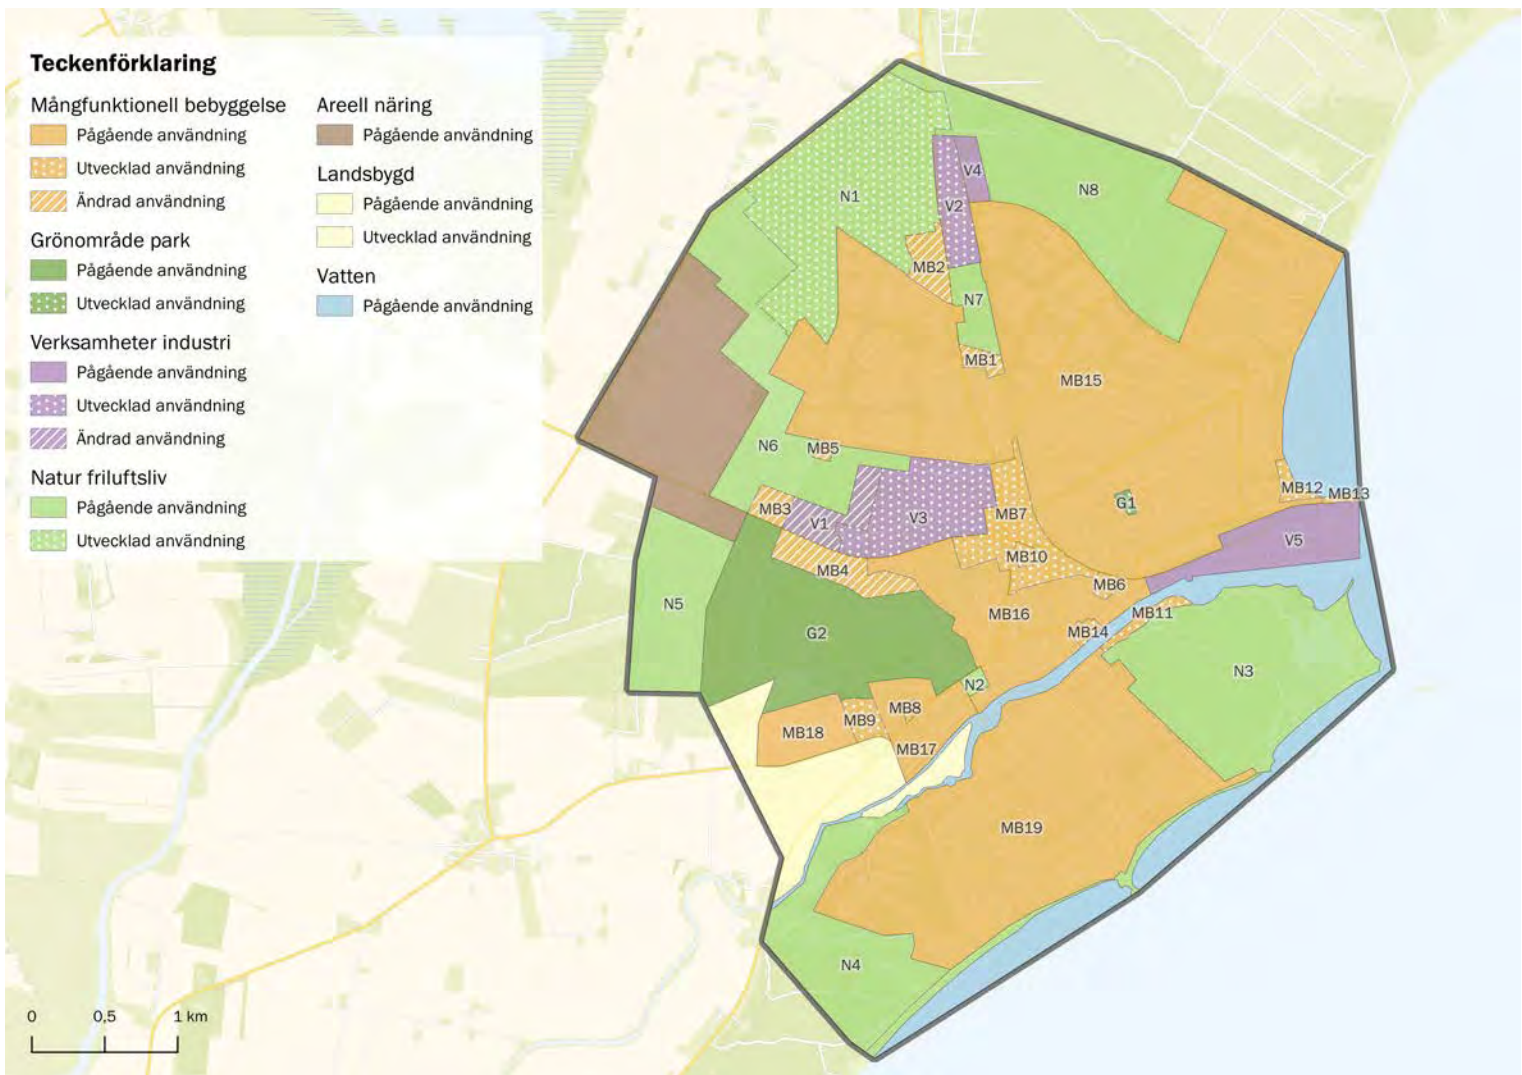 Teckenförklaring
Mångfunktionell bebyggelse
Pågående användning
Utvecklad användning
Ändrad användning
Grönområde park
Pågående användning
Utvecklad användning
Verksamheter industri
Pågående användning
Utvecklad användning
Ändrad användning
Natur friluftsliv
Pågående användning
Utvecklad användning
Areell näring
Pågående användning
Landsbygd
Pågående användning
Utvecklad användning
Vatten
Pågående användning
N1
V4
N8
V2
MB2
N7
MB1
MB15
N6
MB5
MB12
MB13
MB3
V1
V3
MB7
G1
V5
MB10
MB4
MB6
N5
MB16
MB11
G2
MB14
N3
N2
MB18
MB9
MB8
MB17
MB19
N4
0 0,5 1 km